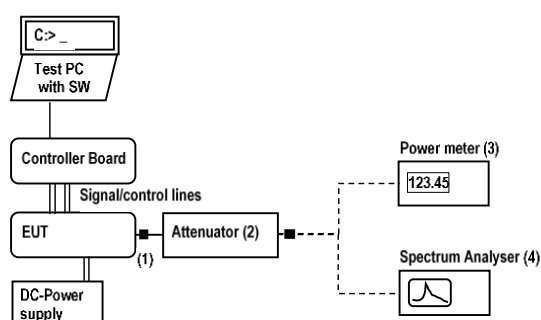 C:> _
Test PC
with SW
Controller Board
Signal/control lines
EUT
(1)
Attenuator (2)
Power meter (3)
123.45
Spectrum Analyser (4)
DC-Power
supply